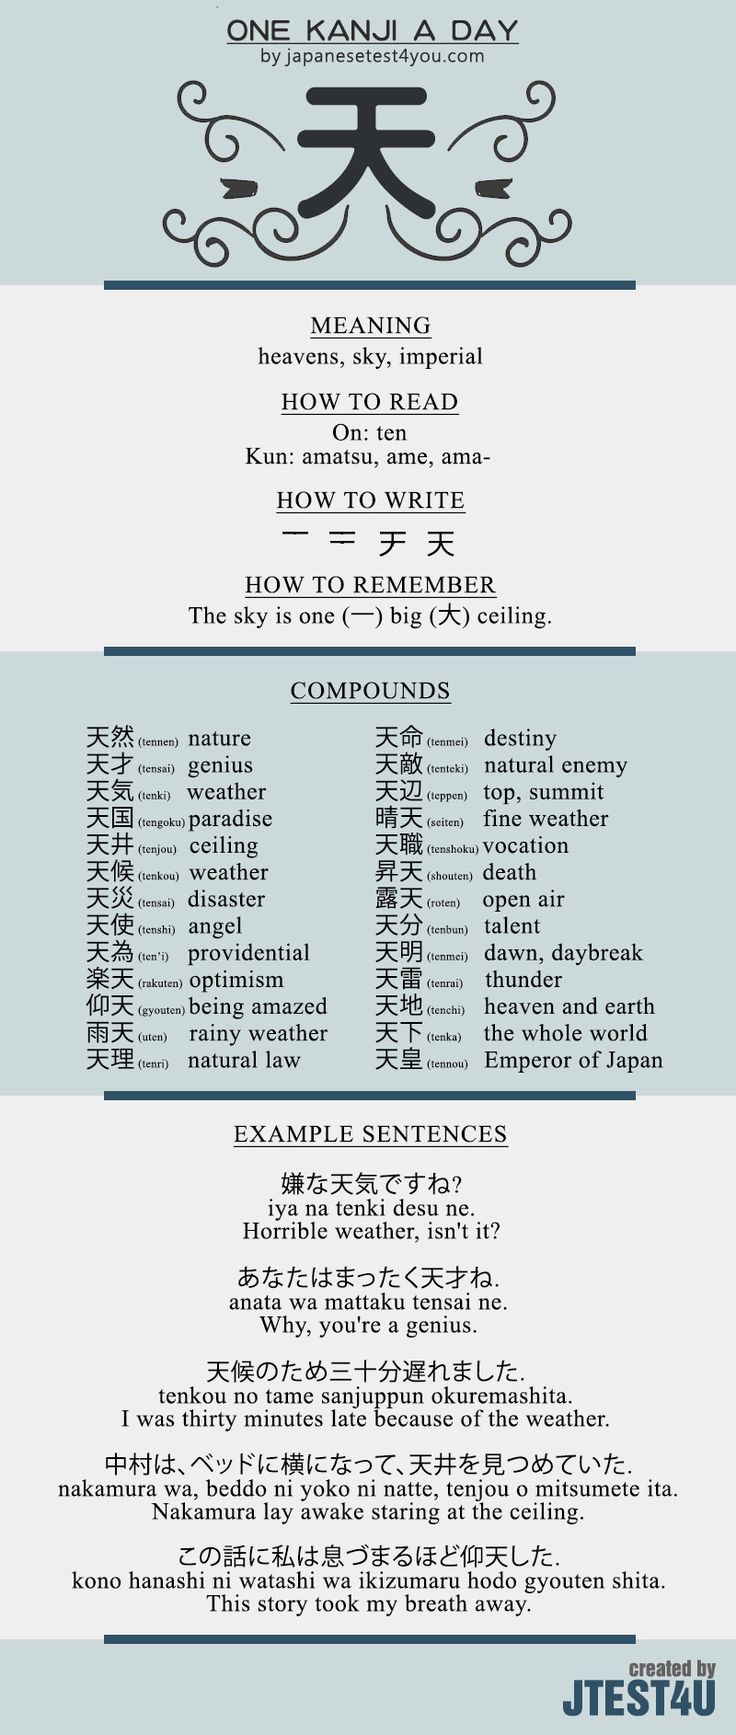 ONE KANJI A DAY
by japanesetest4you.com
天
MEANING
heavens, sky, imperial
HOW TO READ
On: ten
Kun: amatsu, ame, ama-
HOW TO WRITE
一 二 チ 天
HOW TO REMEMBER
The sky is one (一) big (大) ceiling.
COMPOUNDS
天然 (tennen) nature
天才 (tensai) genius
天気 (tenki) weather
天国 (tengoku) paradise
天井 (tenjou) ceiling
天候 (tenkou) weather
天災 (tensai) disaster
天使 (tenshi) angel
天為 (ten'i) providential
楽天 (rakuten) optimism
仰天 (gyouten) being amazed
雨天 (uten) rainy weather
天理 (tenri) natural law
天命 (tenmei) destiny
天敵 (tenteki) natural enemy
天辺 (teppen) top, summit
晴天 (seiten) fine weather
天職 (tenshoku) vocation
昇天 (shouten) death
露天 (roten) open air
天分 (tenbun) talent
天明 (tenmei) dawn, daybreak
天雷 (tenrai) thunder
天地 (tenchi) heaven and earth
天下 (tenka) the whole world
天皇 (tennou) Emperor of Japan
EXAMPLE SENTENCES
嫌な天気ですね?
iya na tenki desu ne.
Horrible weather, isn't it?
あなたはまったく天才ね.
anata wa mattaku tensai ne.
Why, you're a genius.
天候のため三十分遅れました.
tenkou no tame sanjuppun okuremashita.
I was thirty minutes late because of the weather.
中村は、ベッドに横になって、天井を見つめていた.
nakamura wa, beddo ni yoko ni natte, tenjou o mitsumete ita.
Nakamura lay awake staring at the ceiling.
この話に私は息づまるほど仰天した.
kono hanashi ni watashi wa ikizumaru hodo gyouten shita.
This story took my breath away.
created by
JTEST4U